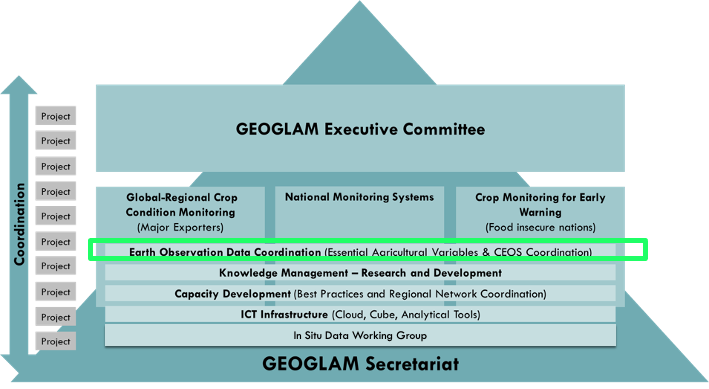 GEOGLAM Executive Committee
Coordination
Project
Project
Project
Project
Project
Project
Project
Project
Project
Project
Global-Regional Crop
Condition Monitoring
(Major Exporters)
National Monitoring Systems
Crop Monitoring for Early
Warning
(Food insecure nations)
Earth Observation Data Coordination (Essential Agricultural Variables & CEOS Coordination)
Knowledge Management – Research and Development
Capacity Development (Best Practices and Regional Network Coordination)
ICT Infrastructure (Cloud, Cube, Analytical Tools)
In Situ Data Working Group
GEOGLAM Secretariat